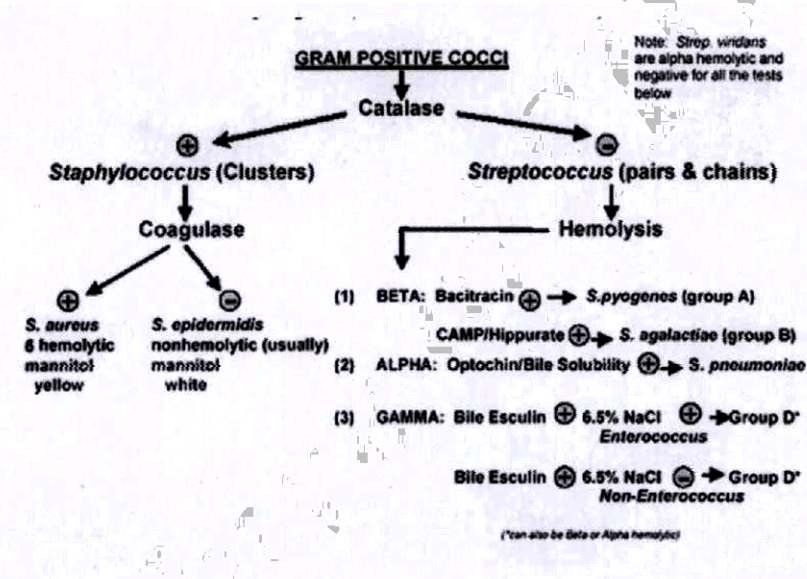 Note: Strep. viridans
are alpha hemolytic and
negative for all the tests
below
GRAM POSITIVE COCCI
Catalase
⊕ ⊖
Staphylococcus (Clusters) Streptococcus (pairs & chains)
Coagulase Hemolysis
⊕ ⊖
S. aureus
6 hemolytic
mannitol
yellow
S. epidermidis
nonhemolytic (usually)
mannitol
white
(1) BETA: Bacitracin ⊕ → S.pyogenes (group A)
CAMP/Hippurate ⊕→ S. agalactiae (group B)
(2) ALPHA: Optochin/Bile Solubility ⊕→ S. pneumoniae
(3) GAMMA: Bile Esculin ⊕ 6.5% NaCl ⊕ →Group D*
Enterococcus
Bile Esculin ⊕ 6.5% NaCl ⊖ → Group D*
Non-Enterococcus
(*can also be Beta or Alpha hemolytic)